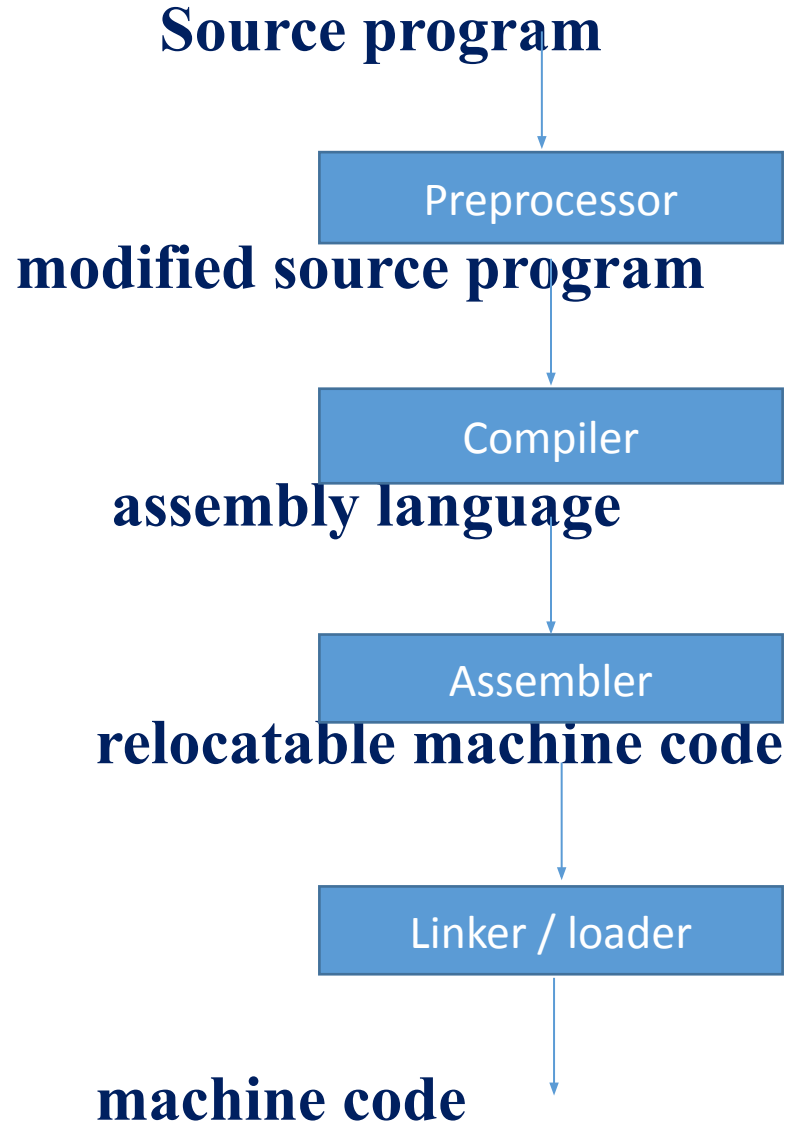 Source program
Preprocessor
modified source program
Compiler
assembly language
Assembler
relocatable machine code
Linker / loader
machine code